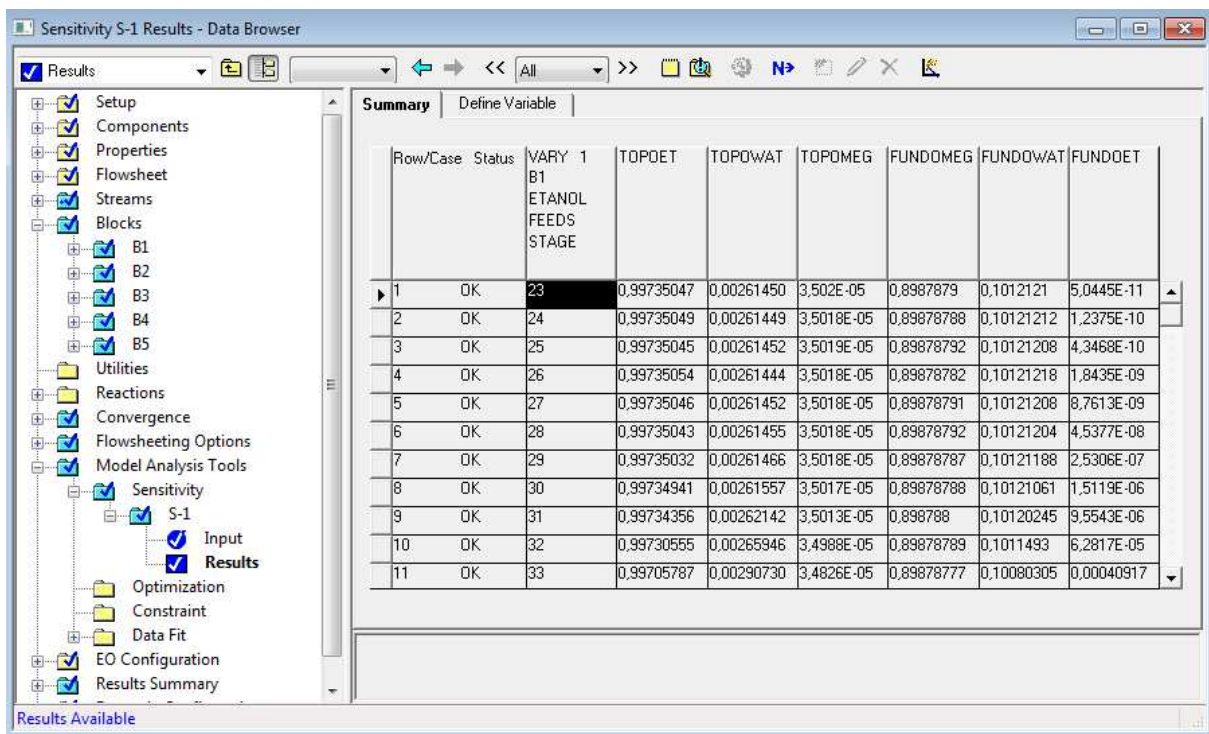 Sensitivity S-1 Results - Data Browser
Results << All >> N>
Setup
Components
Properties
Flowsheet
Streams
Blocks
B1
B2
B3
B4
B5
Utilities
Reactions
Convergence
Flowsheeting Options
Model Analysis Tools
Sensitivity
S-1
Input
Results
Optimization
Constraint
Data Fit
EO Configuration
Results Summary
Summary Define Variable
Row/Case Status VARY 1 TOPOET TOPOWAT TOPOMEG FUNDOMEG FUNDOWAT FUNDOET
B1
ETANOL
FEEDS
STAGE
1 OK 23 0,99735047 0,00261450 3,502E-05 0,8987879 0,1012121 5,0445E-11
2 OK 24 0,99735049 0,00261449 3,5018E-05 0,89878788 0,10121212 1,2375E-10
3 OK 25 0,99735045 0,00261452 3,5019E-05 0,89878792 0,10121208 4,3468E-10
4 OK 26 0,99735054 0,00261444 3,5018E-05 0,89878782 0,10121218 1,8435E-09
5 OK 27 0,99735046 0,00261452 3,5018E-05 0,89878791 0,10121208 8,7613E-09
6 OK 28 0,99735043 0,00261455 3,5018E-05 0,89878792 0,10121204 4,5377E-08
7 OK 29 0,99735032 0,00261466 3,5018E-05 0,89878787 0,10121188 2,5306E-07
8 OK 30 0,99734941 0,00261557 3,5017E-05 0,89878788 0,10121061 1,5119E-06
9 OK 31 0,99734356 0,00262142 3,5013E-05 0,898788 0,10120245 9,5543E-06
10 OK 32 0,99730555 0,00265946 3,4988E-05 0,89878789 0,1011493 6,2817E-05
11 OK 33 0,99705787 0,00290730 3,4826E-05 0,89878777 0,10080305 0,00040917
Results Available